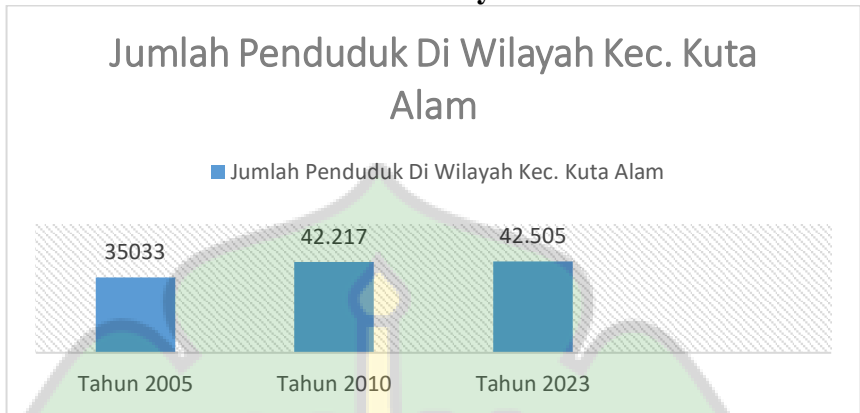 Jumlah Penduduk Di Wilayah Kec. Kuta
Alam
Jumlah Penduduk Di Wilayah Kec. Kuta Alam
35033
42.217
42.505
Tahun 2005
Tahun 2010
Tahun 2023